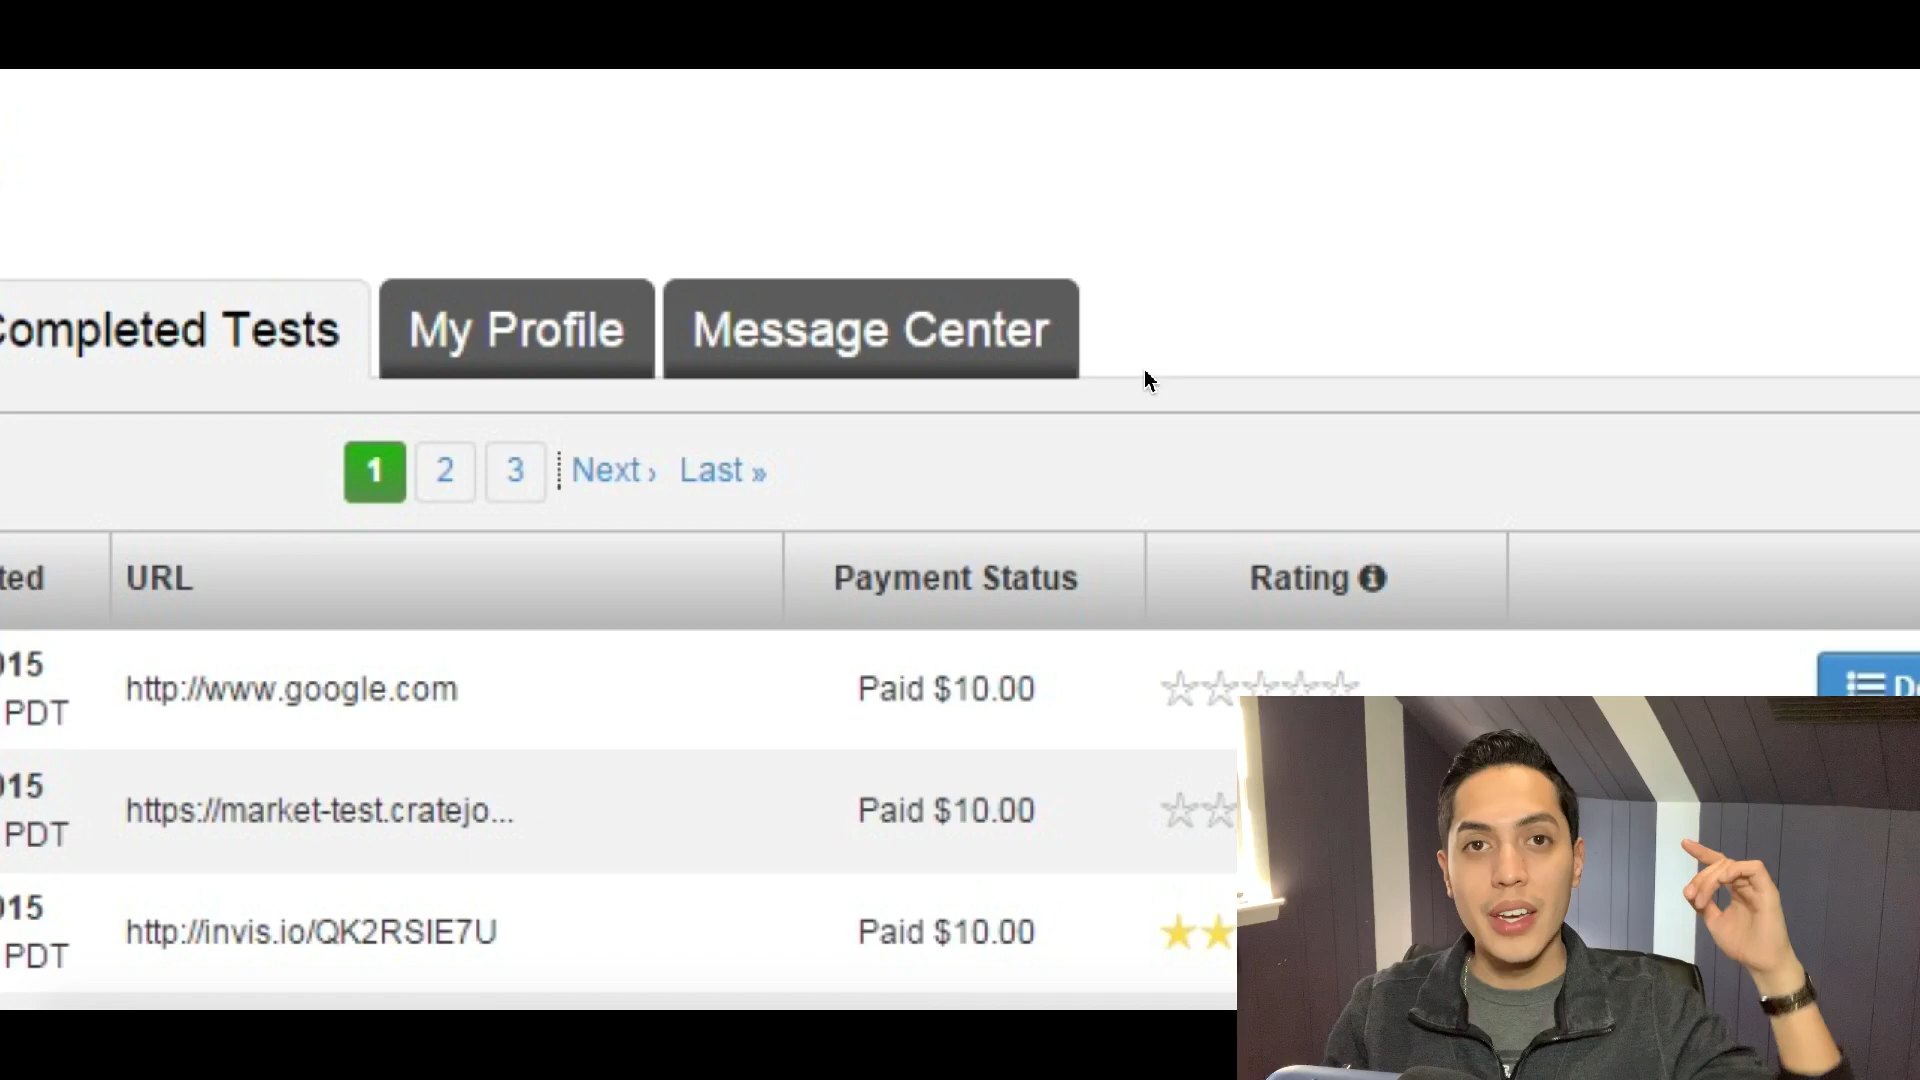 Completed Tests My Profile Message Center
1 2 3 Next › Last »
ted URL Payment Status Rating
015
PDT
http://www.google.com Paid $10.00
015
PDT
https://market-test.cratejo... Paid $10.00
015
PDT
http://invis.io/QK2RSIE7U Paid $10.00